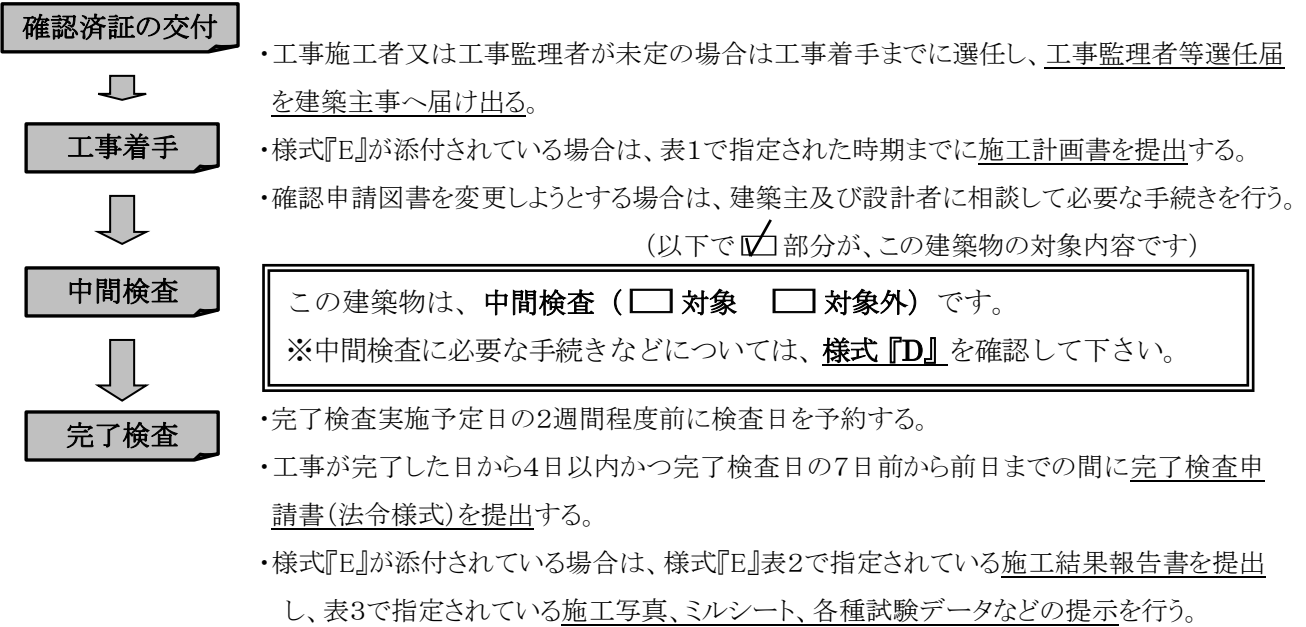 確認済証の交付
・工事施工者又は工事監理者が未定の場合は工事着手までに選任し、工事監理者等選任届
を建築主事へ届け出る。
工事着手
・様式『E』が添付されている場合は、表1で指定された時期までに施工計画書を提出する。
・確認申請図書を変更しようとする場合は、建築主及び設計者に相談して必要な手続きを行う。
（以下で☑部分が、この建築物の対象内容です）
中間検査
この建築物は、中間検査（□対象　□対象外）です。
※中間検査に必要な手続きなどについては、様式『D』を確認して下さい。
完了検査
・完了検査実施予定日の2週間程度前に検査日を予約する。
・工事が完了した日から4日以内かつ完了検査日の7日前から前日までの間に完了検査申
請書（法令様式）を提出する。
・様式『E』が添付されている場合は、様式『E』表2で指定されている施工結果報告書を提出
し、表3で指定されている施工写真、ミルシート、各種試験データなどの提示を行う。